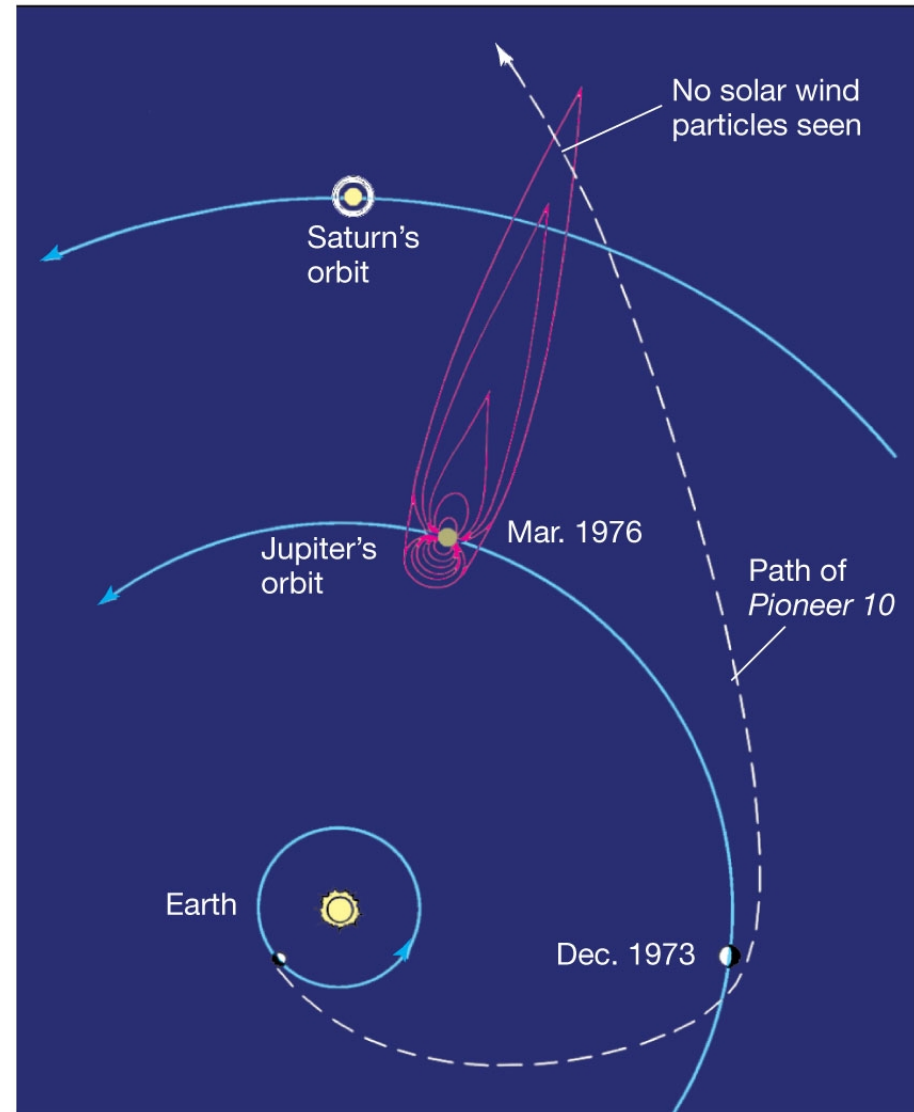 No solar wind
particles seen
Saturn's
orbit
Mar. 1976
Jupiter's
orbit
Path of
Pioneer 10
Earth
Dec. 1973